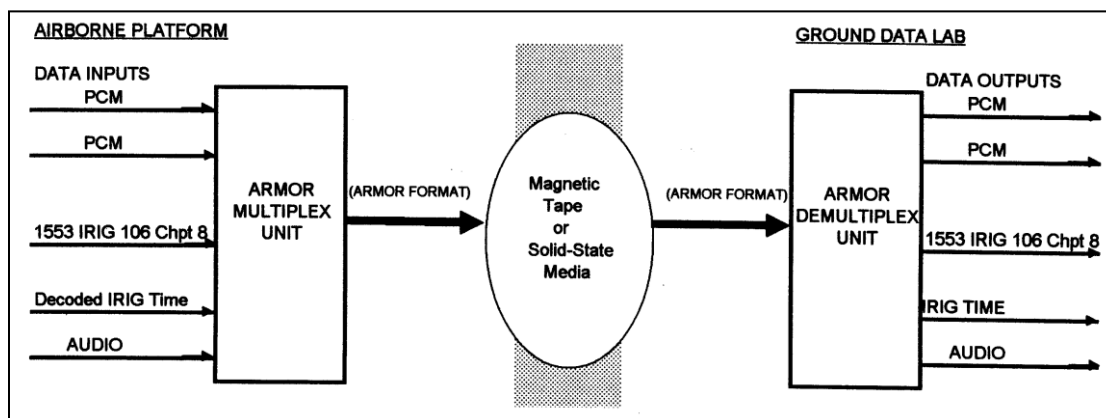 AIRBORNE PLATFORM
DATA INPUTS
PCM
PCM
1553 IRIG 106 Chpt 8
Decoded IRIG Time
AUDIO
ARMOR
MULTIPLEX
UNIT
(ARMOR FORMAT)
Magnetic
Tape
or
Solid-State
Media
(ARMOR FORMAT)
GROUND DATA LAB
ARMOR
DEMULTIPLEX
UNIT
DATA OUTPUTS
PCM
PCM
1553 IRIG 106 Chpt 8
IRIG TIME
AUDIO